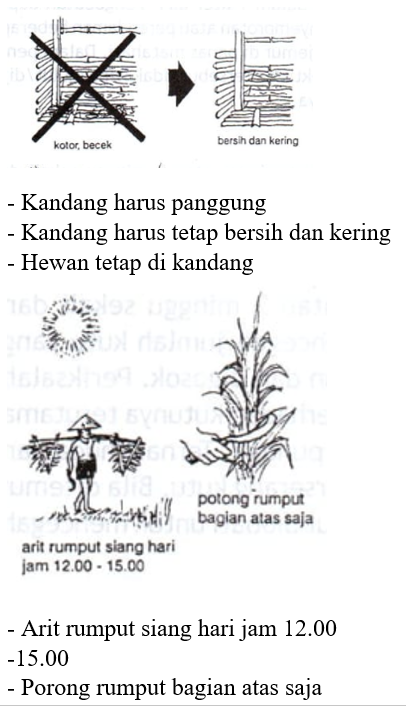 kotor, becek
bersih dan kering
- Kandang harus panggung
- Kandang harus tetap bersih dan kering
- Hewan tetap di kandang
potong rumput
bagian atas saja
arit rumput siang hari
jam 12.00 - 15.00
- Arit rumput siang hari jam 12.00
-15.00
- Porong rumput bagian atas saja